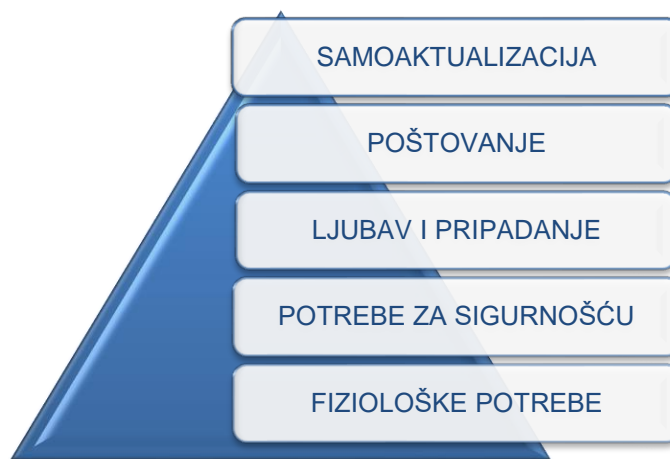 SAMOAKTUALIZACIJA
POŠTOVANJE
LJUBAV I PRIPADANJE
POTREBE ZA SIGURNOŠĆU
FIZIOLOŠKE POTREBE